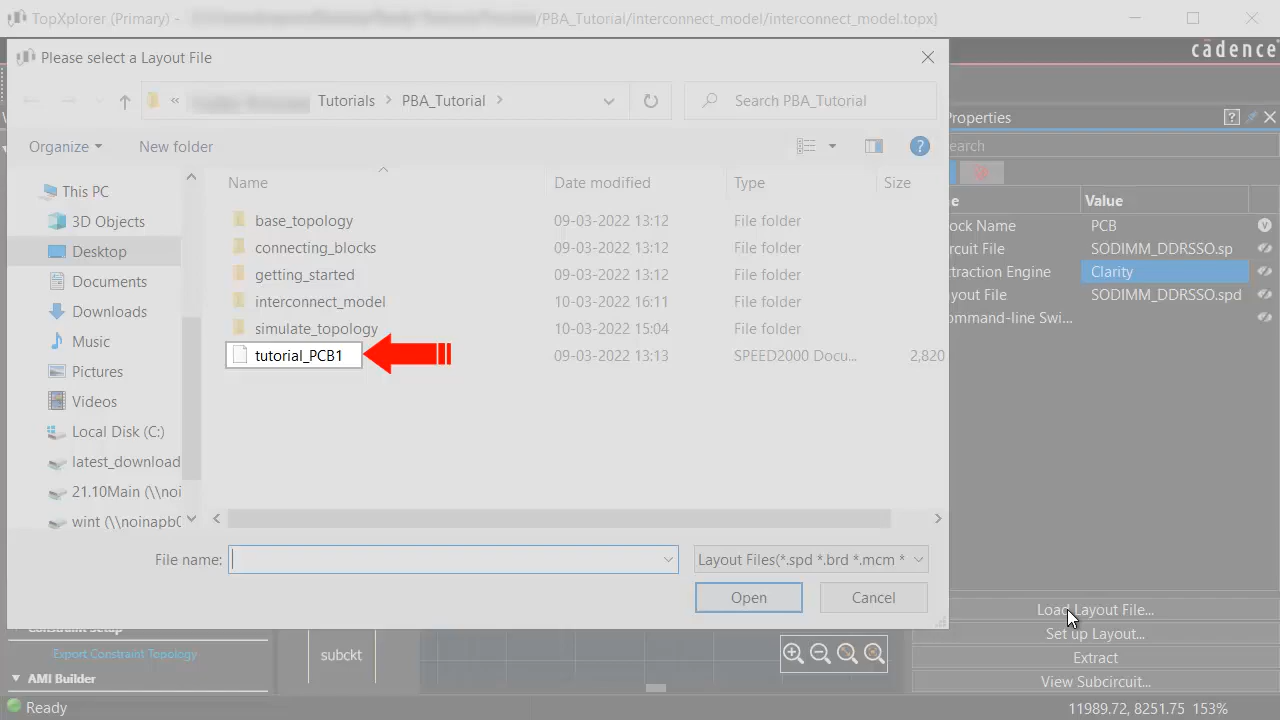 TopXplorer (Primary) - /PBA_Tutorial/interconnect_model/interconnect_model.topx)
cādence
Please select a Layout File
« Tutorials > PBA_Tutorial >
Search PBA_Tutorial
Properties
Organize
New folder
earch
Name Date modified Type Size
This PC
3D Objects
Desktop
Documents
Downloads
Music
Pictures
Videos
Local Disk (C:)
latest_download
21.10Main (\\noi
wint (\\noinapb0
base_topology 09-03-2022 13:12 File folder
connecting_blocks 09-03-2022 13:12 File folder
getting_started 09-03-2022 13:12 File folder
interconnect_model 10-03-2022 16:11 File folder
simulate_topology 10-03-2022 15:04 File folder
tutorial_PCB1 09-03-2022 13:13 SPEED2000 Docu... 2,820
e Value
ock Name PCB
rcuit File SODIMM_DDRSSO.sp
traction Engine Clarity
yout File SODIMM_DDRSSO.spd
mmand-line Swi...
File name: Layout Files(*.spd *.brd *.mcm *
Open Cancel
Load Layout File...
Set up Layout...
Extract
View Subcircuit...
Constraint Setup
Export Constraint Topology
AMI Builder
subckt
Ready
11989.72, 8251.75 153%